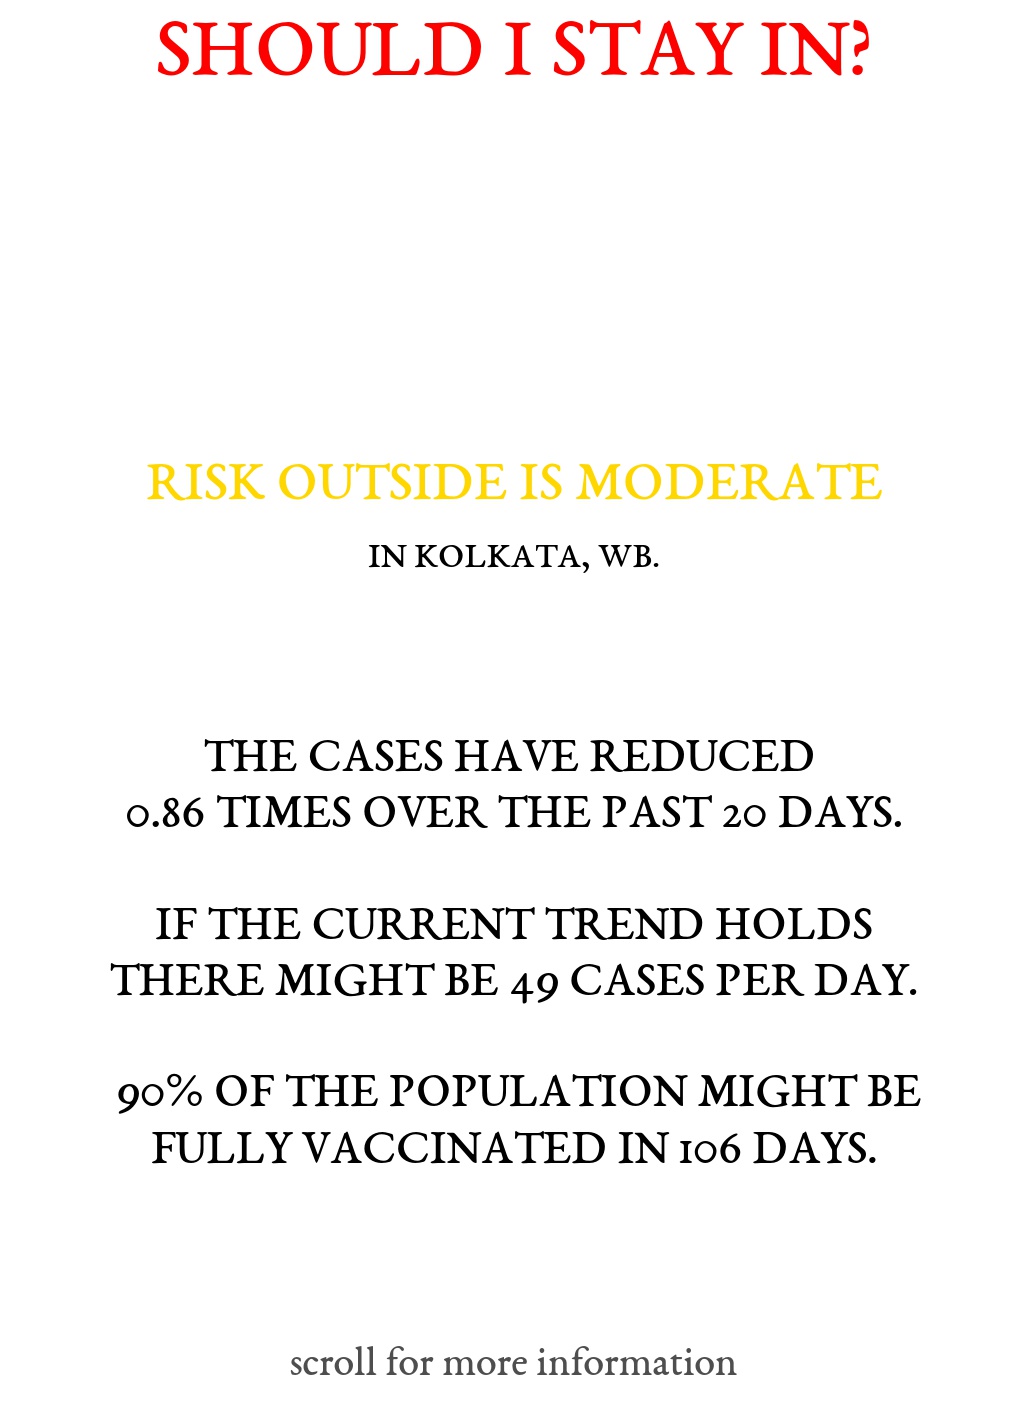 SHOULD I STAY IN?
RISK OUTSIDE IS MODERATE
IN KOLKATA, WB.
THE CASES HAVE REDUCED
0.86 TIMES OVER THE PAST 20 DAYS.
IF THE CURRENT TREND HOLDS
THERE MIGHT BE 49 CASES PER DAY.
90% OF THE POPULATION MIGHT BE
FULLY VACCINATED IN 106 DAYS.
scroll for more information